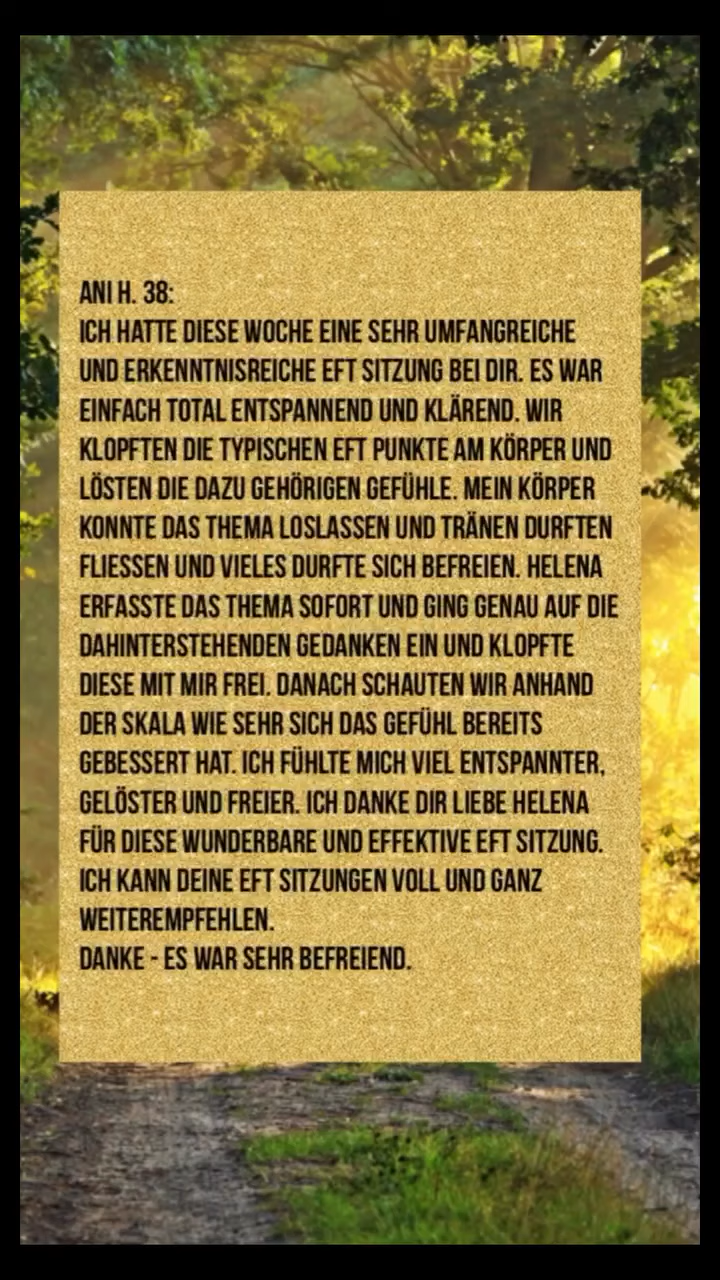 ANI H. 38:
ICH HATTE DIESE WOCHE EINE SEHR UMFANGREICHE
UND ERKENNTNISREICHE EFT SITZUNG BEI DIR. ES WAR
EINFACH TOTAL ENTSPANNEND UND KLÄREND. WIR
KLOPFTEN DIE TYPISCHEN EFT PUNKTE AM KÖRPER UND
LÖSTEN DIE DAZU GEHÖRIGEN GEFÜHLE. MEIN KÖRPER
KONNTE DAS THEMA LOSLASSEN UND TRÄNEN DURFTEN
FLIESSEN UND VIELES DURFTE SICH BEFREIEN. HELENA
ERFASSTE DAS THEMA SOFORT UND GING GENAU AUF DIE
DAHINTERSTEHENDEN GEDANKEN EIN UND KLOPFTE
DIESE MIT MIR FREI. DANACH SCHAUTEN WIR ANHAND
DER SKALA WIE SEHR SICH DAS GEFÜHL BEREITS
GEBESSERT HAT. ICH FÜHLTE MICH VIEL ENTSPANNTER,
GELÖSTER UND FREIER. ICH DANKE DIR LIEBE HELENA
FÜR DIESE WUNDERBARE UND EFFEKTIVE EFT SITZUNG.
ICH KANN DEINE EFT SITZUNGEN VOLL UND GANZ
WEITEREMPFEHLEN.
DANKE - ES WAR SEHR BEFREIEND.